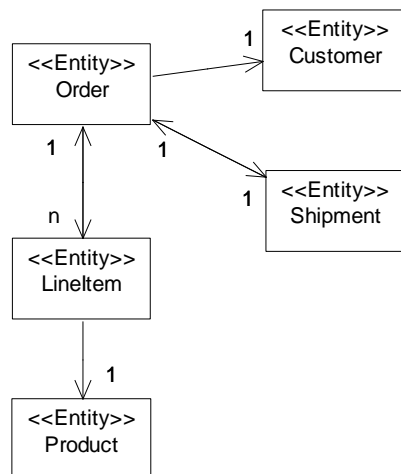 <<Entity>>
Order
1
<<Entity>>
Customer
1
1
1
<<Entity>>
Shipment
n
<<Entity>>
LineItem
1
<<Entity>>
Product